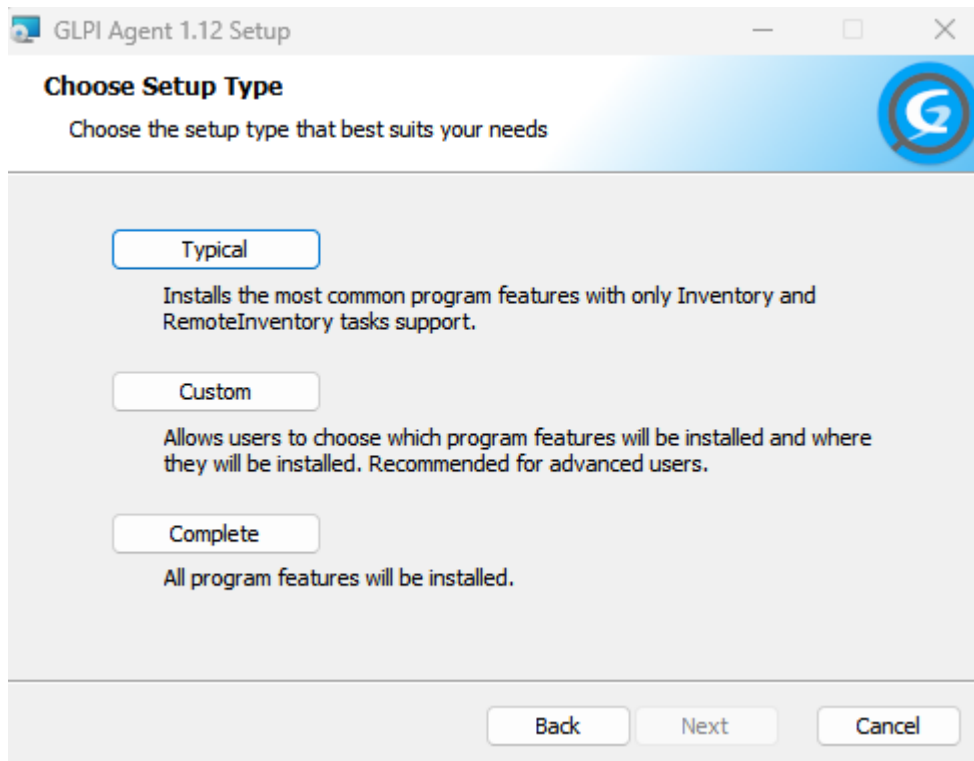 GLPI Agent 1.12 Setup
Choose Setup Type
Choose the setup type that best suits your needs
Typical
Installs the most common program features with only Inventory and
RemoteInventory tasks support.
Custom
Allows users to choose which program features will be installed and where
they will be installed. Recommended for advanced users.
Complete
All program features will be installed.
Back Next Cancel